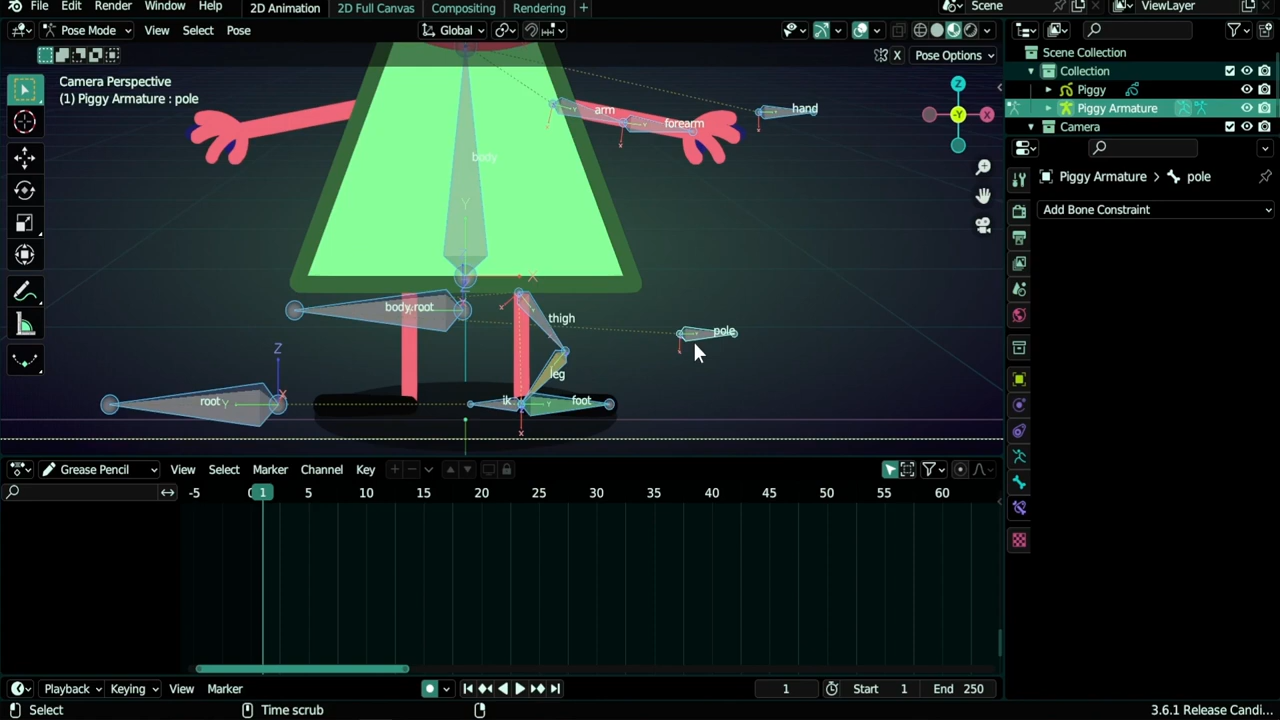 File Edit Render Window Help 2D Animation 2D Full Canvas Compositing Rendering + Scene ViewLayer
Pose Mode View Select Pose Global
X Pose Options
Camera Perspective
(1) Piggy Armature : pole
Z
-Y
X
arm
hand
forearm
body
Y
X
body.root
thigh
pole
Z
leg
root
Y
X
ik
foot
x
Scene Collection
Collection
Piggy
Piggy Armature
Camera
Piggy Armature > pole
Add Bone Constraint
Grease Pencil View Select Marker Channel Key
-5 0 1 5 10 15 20 25 30 35 40 45 50 55 60
Playback Keying View Marker 1 Start 1 End 250
Select Time scrub 3.6.1 Release Candi...